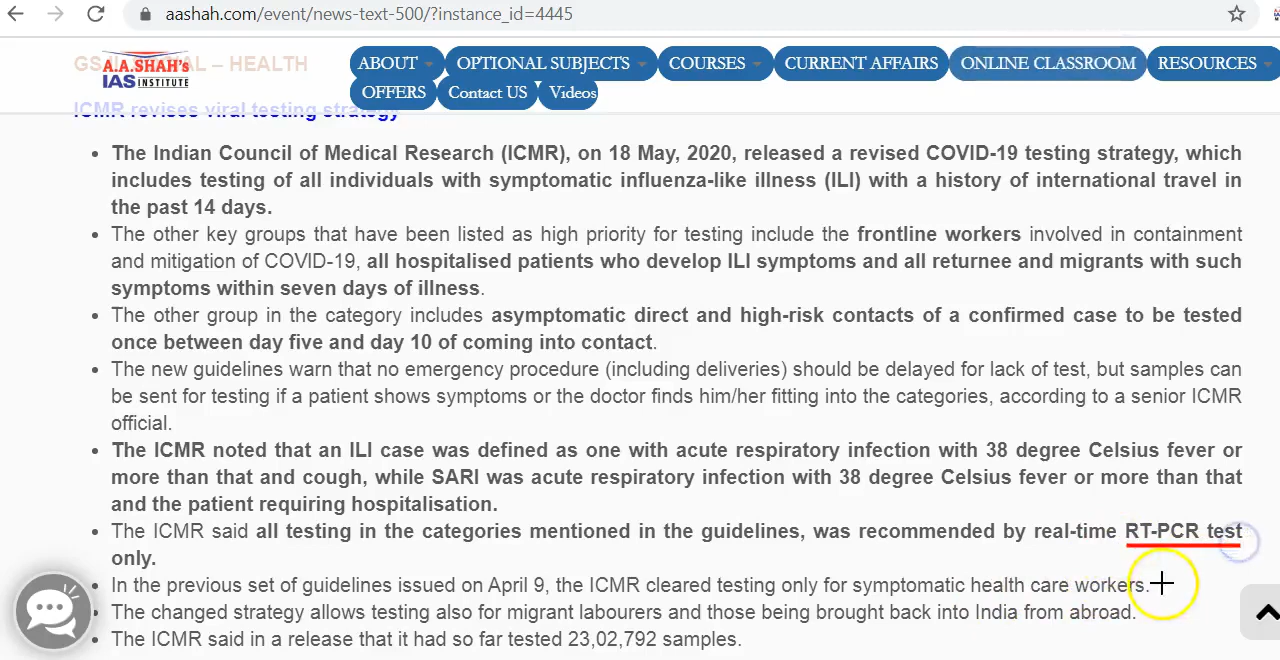 aashah.com/event/news-text-500/?instance_id=4445
GS
– HEALTH
A.A.SHAH's
IAS INSTITUTE
ABOUT OPTIONAL SUBJECTS COURSES CURRENT AFFAIRS ONLINE CLASSROOM RESOURCES
OFFERS Contact US Videos
ICMR revises viral testing strategy
The Indian Council of Medical Research (ICMR), on 18 May, 2020, released a revised COVID-19 testing strategy, which
includes testing of all individuals with symptomatic influenza-like illness (ILI) with a history of international travel in
the past 14 days.
The other key groups that have been listed as high priority for testing include the frontline workers involved in containment
and mitigation of COVID-19, all hospitalised patients who develop ILI symptoms and all returnee and migrants with such
symptoms within seven days of illness.
The other group in the category includes asymptomatic direct and high-risk contacts of a confirmed case to be tested
once between day five and day 10 of coming into contact.
The new guidelines warn that no emergency procedure (including deliveries) should be delayed for lack of test, but samples can
be sent for testing if a patient shows symptoms or the doctor finds him/her fitting into the categories, according to a senior ICMR
official.
The ICMR noted that an ILI case was defined as one with acute respiratory infection with 38 degree Celsius fever or
more than that and cough, while SARI was acute respiratory infection with 38 degree Celsius fever or more than that
and the patient requiring hospitalisation.
The ICMR said all testing in the categories mentioned in the guidelines, was recommended by real-time RT-PCR test
only.
In the previous set of guidelines issued on April 9, the ICMR cleared testing only for symptomatic health care workers.
The changed strategy allows testing also for migrant labourers and those being brought back into India from abroad.
The ICMR said in a release that it had so far tested 23,02,792 samples.